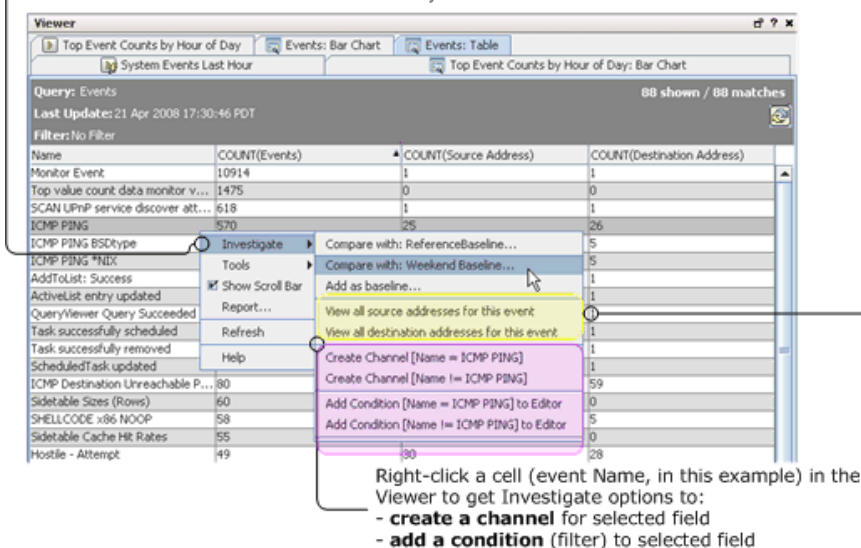 Viewer
Top Event Counts by Hour of Day Events: Bar Chart Events: Table
System Events Last Hour Top Event Counts by Hour of Day: Bar Chart
Query: Events 88 shown / 88 matches
Last Update: 21 Apr 2008 17:30:46 PDT
Filter: No Filter
Name COUNT(Events) COUNT(Source Address) COUNT(Destination Address)
Monitor Event 10914 1 1
Top value count data monitor v... 1475 0 0
SCAN UPnP service discover att... 618 1 1
ICMP PING 570 25 26
ICMP PING BSDtype Investigate Compare with: ReferenceBaseline... 5
ICMP PING *NIX Tools Compare with: Weekend Baseline... 5
AddToList: Success Show Scroll Bar Add as baseline... 1
ActiveList entry updated Report... View all source addresses for this event 1
QueryViewer Query Succeeded 0
Task successfully scheduled Refresh View all destination addresses for this event 1
Task successfully removed Help Create Channel [Name = ICMP PING] 1
ScheduledTask updated Create Channel [Name != ICMP PING] 1
ICMP Destination Unreachable P... 80 59
Sidetable Sizes (Rows) 60 Add Condition [Name = ICMP PING] to Editor 0
SHELLCODE x86 NOOP 58 Add Condition [Name != ICMP PING] to Editor 5
Sidetable Cache Hit Rates 55 0
Hostile - Attempt 49 30 28
Right-click a cell (event Name, in this example) in the
Viewer to get Investigate options to:
- create a channel for selected field
- add a condition (filter) to selected field